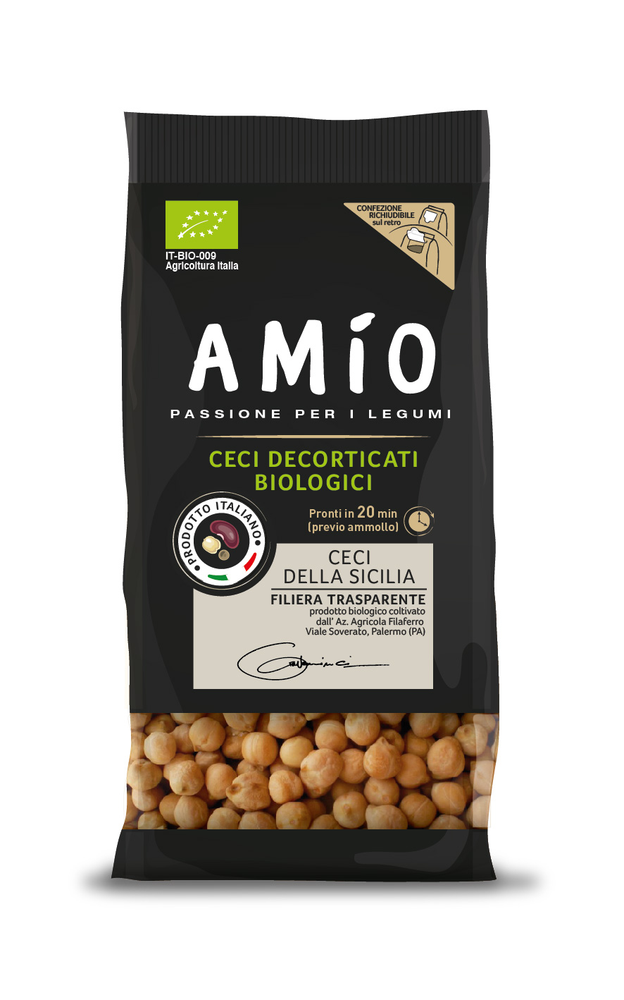 IT-BIO-009
Agricoltura Italia
CONFEZIONE
RICHIUDIBILE
sul retro
AMÍO
PASSIONE PER I LEGUMI
CECI DECORTICATI
BIOLOGICI
PRODOTTO ITALIANO
Pronti in 20 min
(previo ammollo)
CECI
DELLA SICILIA
FILIERA TRASPARENTE
prodotto biologico coltivato
dall' Az. Agricola Filaferro
Viale Soverato, Palermo (PA)